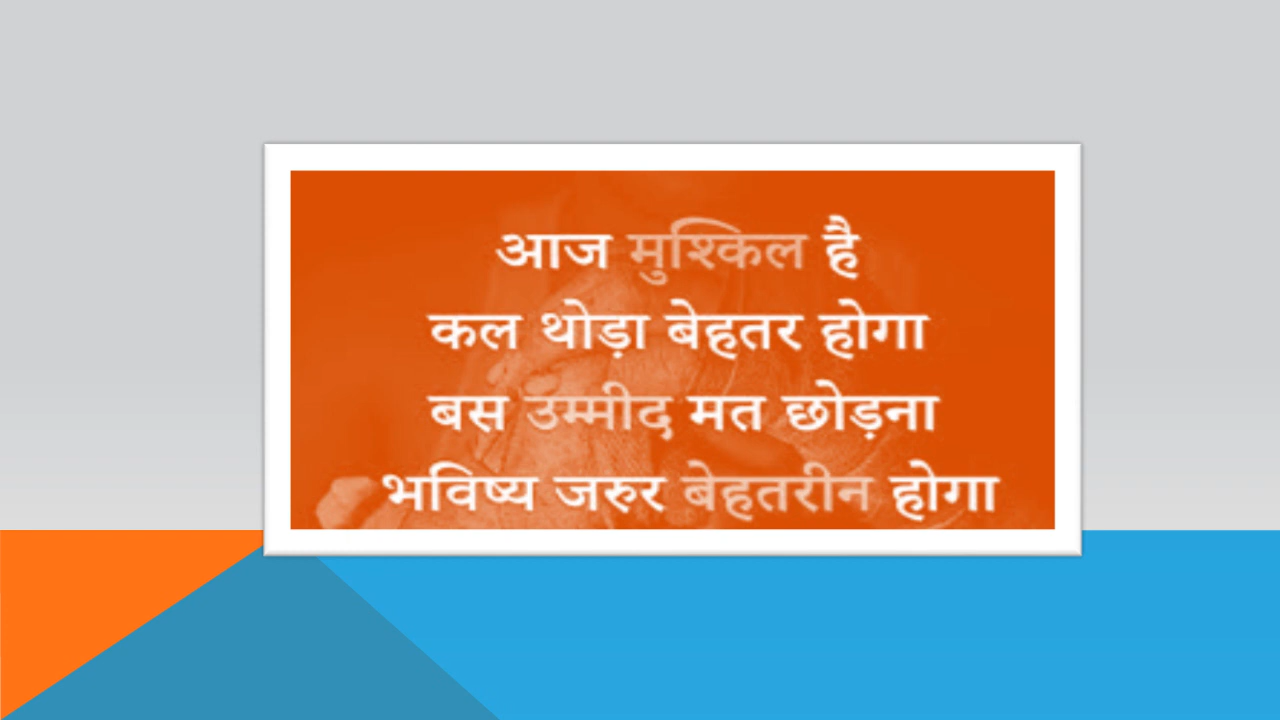 आज मुश्किल है
कल थोड़ा बेहतर होगा
बस उम्मीद मत छोड़ना
भविष्य जरुर बेहतरीन होगा